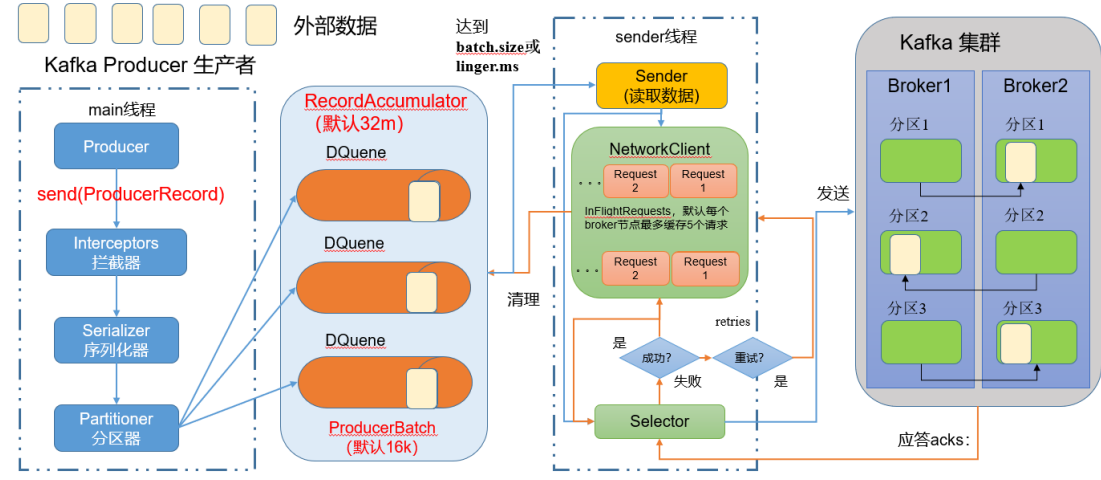 外部数据
Kafka Producer 生产者
main线程
Producer
send(ProducerRecord)
Interceptors
拦截器
Serializer
序列化器
Partitioner
分区器
RecordAccumulator
（默认32m）
DQuene
DQuene
DQuene
ProducerBatch
(默认16k)
达到
batch.size或
linger.ms
清理
sender线程
Sender
(读取数据)
NetworkClient
...
Request
2
Request
1
InFlightRequests，默认每个
broker节点最多缓存5个请求
...
Request
2
Request
1
retries
是
成功?
重试?
失败
是
Selector
发送
应答acks:
Kafka 集群
Broker1
分区1
分区2
分区3
Broker2
分区1
分区2
分区3